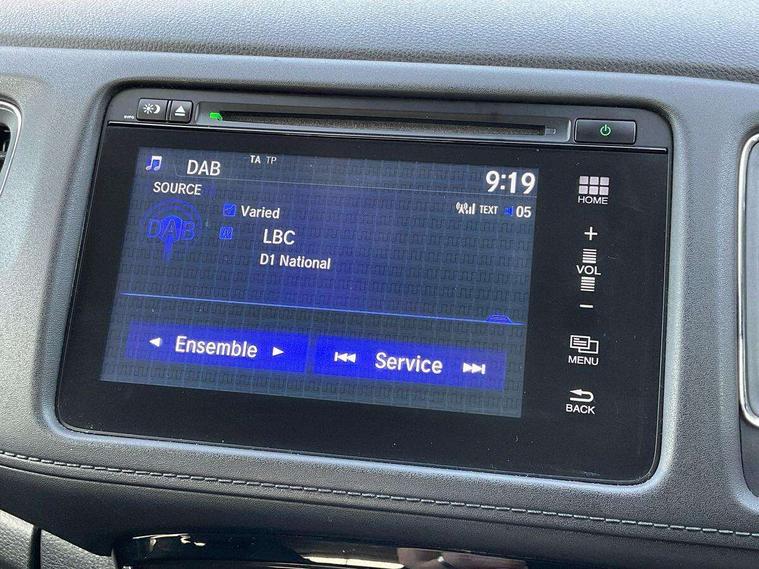 DAB
TA TP
9:19
SOURCE
TEXT
05
DAB
Varied
LBC
D1 National
Ensemble
Service
HOME
+
VOL
−
MENU
BACK